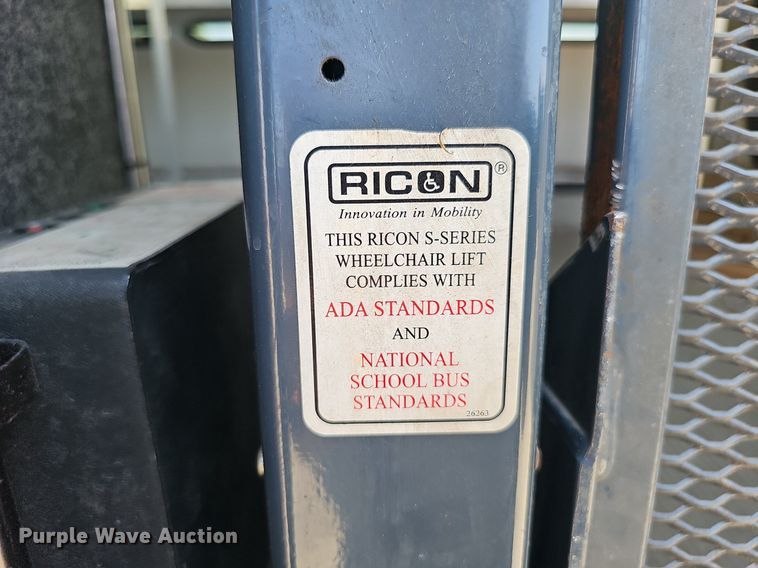 RICON®
Innovation in Mobility
THIS RICON S-SERIES
WHEELCHAIR LIFT
COMPLIES WITH
ADA STANDARDS
AND
NATIONAL
SCHOOL BUS
STANDARDS
26263
Purple Wave Auction